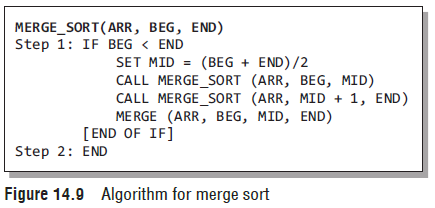 MERGE_SORT(ARR, BEG, END)
Step 1: IF BEG < END
SET MID = (BEG + END)/2
CALL MERGE_SORT (ARR, BEG, MID)
CALL MERGE_SORT (ARR, MID + 1, END)
MERGE (ARR, BEG, MID, END)
[END OF IF]
Step 2: END
Figure 14.9 Algorithm for merge sort